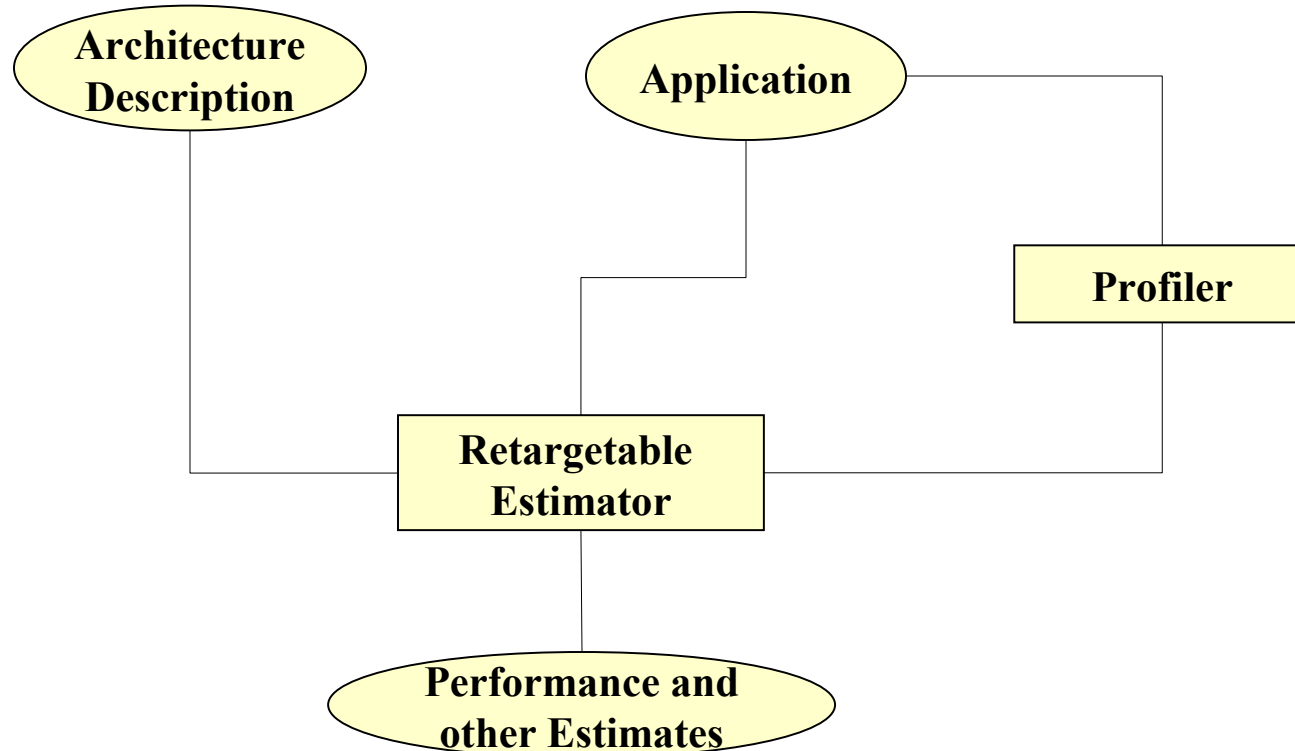 Architecture
Description
Application
Profiler
Retargetable
Estimator
Performance and
other Estimates